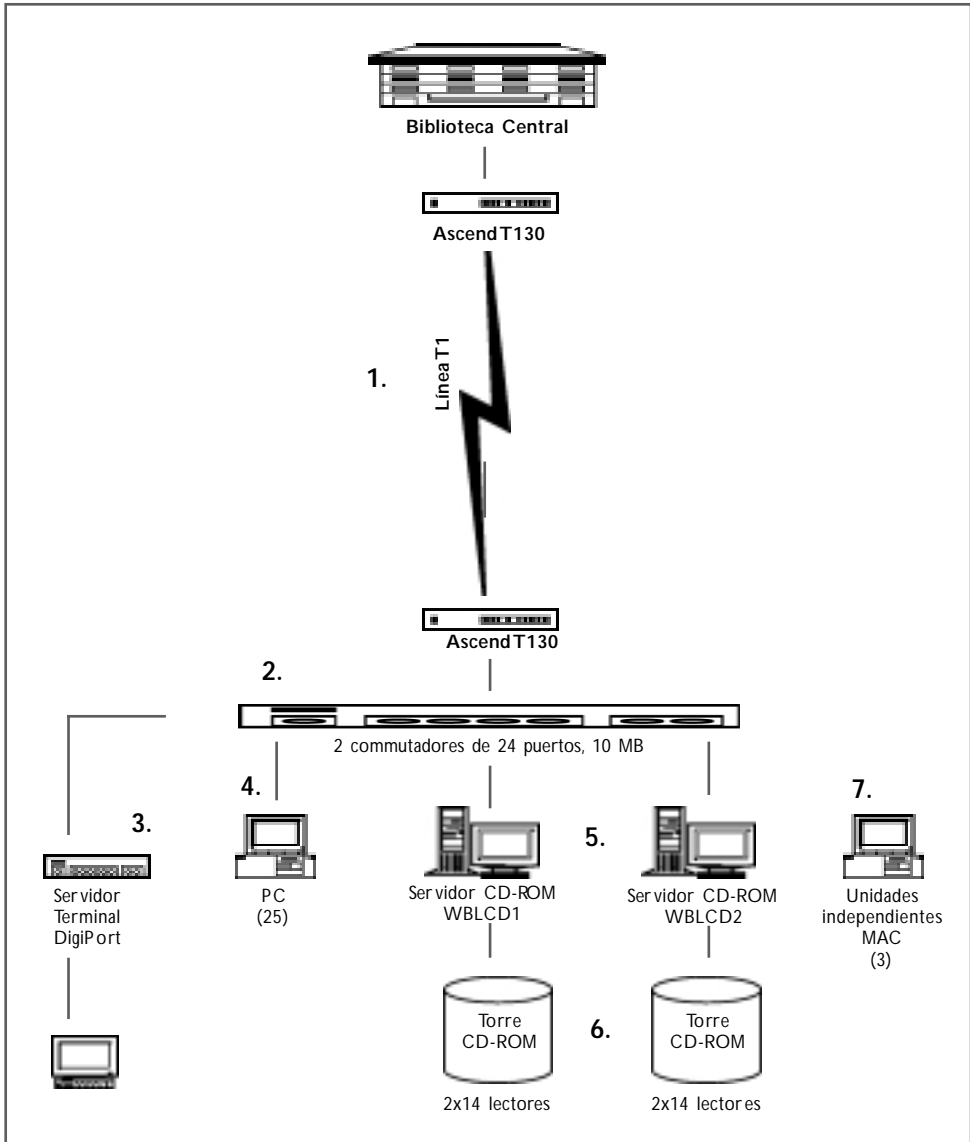 Biblioteca Central
Ascend T130
1.
Línea T1
Ascend T130
2.
2 commutadores de 24 puertos, 10 MB
3.
4.
5.
7.
Servidor
Terminal
DigiPort
PC
(25)
Servidor CD-ROM
WBLCD1
Servidor CD-ROM
WBLCD2
Unidades
independientes
MAC
(3)
Torre
CD-ROM
6.
Torre
CD-ROM
2x14 lectores
2x14 lectores